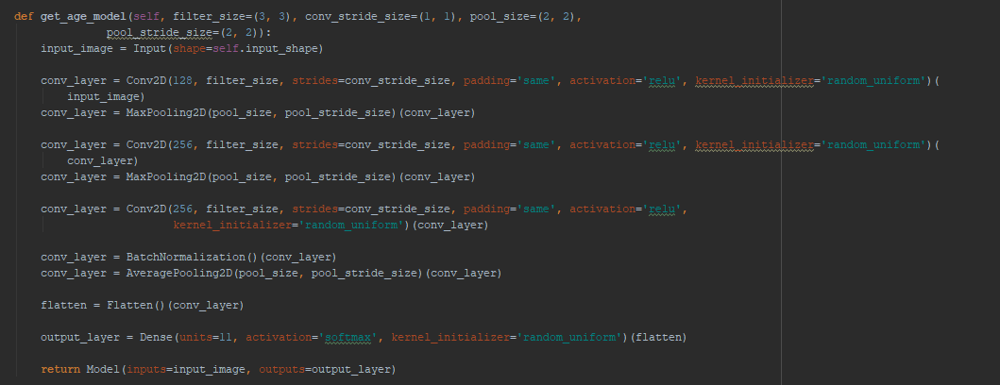 def get_age_model(self, filter_size=(3, 3), conv_stride_size=(1, 1), pool_size=(2, 2),
pool_stride_size=(2, 2)):
input_image = Input(shape=self.input_shape)
conv_layer = Conv2D(128, filter_size, strides=conv_stride_size, padding='same', activation='relu', kernel_initializer='random_uniform')(
input_image)
conv_layer = MaxPooling2D(pool_size, pool_stride_size)(conv_layer)
conv_layer = Conv2D(256, filter_size, strides=conv_stride_size, padding='same', activation='relu', kernel_initializer='random_uniform')(
conv_layer)
conv_layer = MaxPooling2D(pool_size, pool_stride_size)(conv_layer)
conv_layer = Conv2D(256, filter_size, strides=conv_stride_size, padding='same', activation='relu',
kernel_initializer='random_uniform')(conv_layer)
conv_layer = BatchNormalization()(conv_layer)
conv_layer = AveragePooling2D(pool_size, pool_stride_size)(conv_layer)
flatten = Flatten()(conv_layer)
output_layer = Dense(units=11, activation='softmax', kernel_initializer='random_uniform')(flatten)
return Model(inputs=input_image, outputs=output_layer)